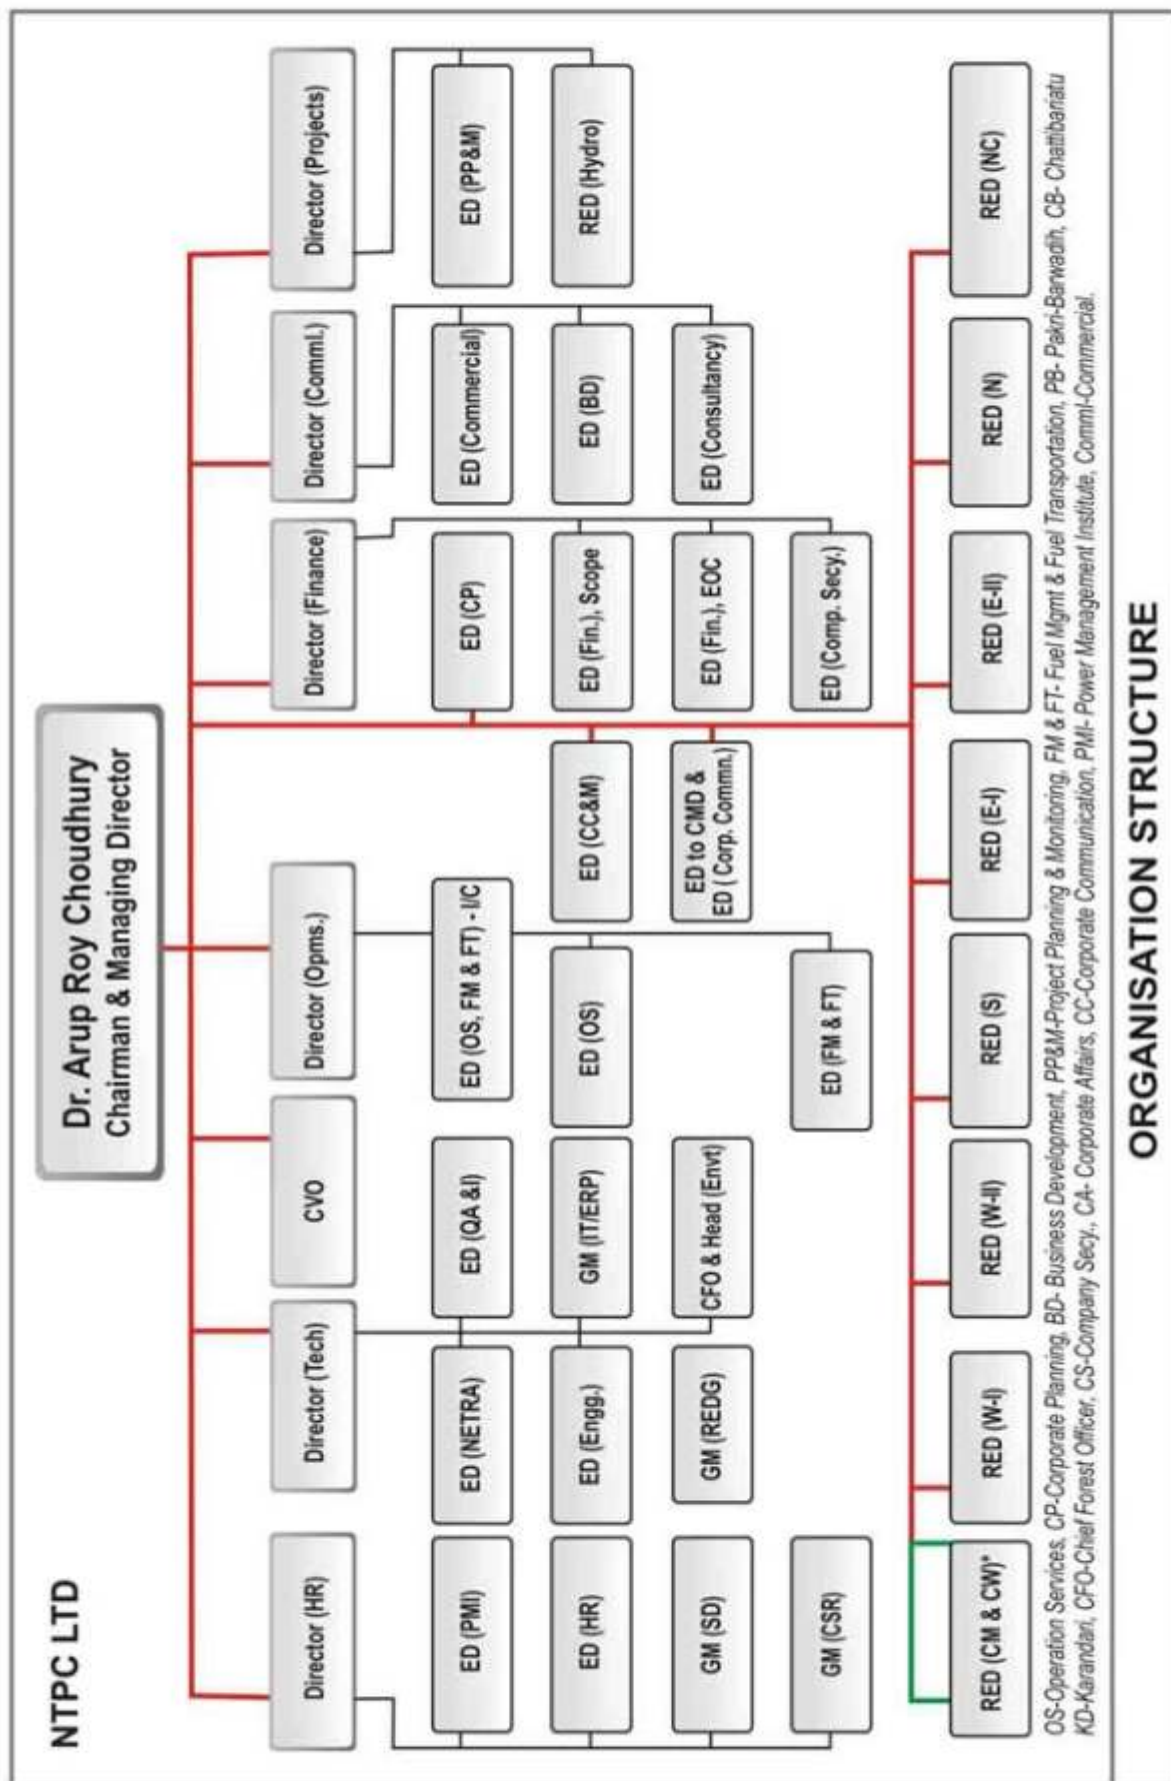 NTPC LTD
Dr. Arup Roy Choudhury
Chairman & Managing Director
Director (HR)
Director (Tech)
CVO
Director (Opms.)
Director (Finance)
Director (Comml.)
Director (Projects)
ED (PMI)
ED (NETRA)
ED (QA &I)
ED (OS, FM & FT) - I/C
ED (CP)
ED (Commercial)
ED (PP&M)
ED (HR)
ED (Engg.)
GM (IT/ERP)
ED (OS)
ED (CC&M)
ED (Fin.), Scope
ED (BD)
RED (Hydro)
GM (SD)
GM (REDG)
CFO & Head (Envt)
ED to CMD &
ED ( Corp. Commn.)
ED (Fin.), EOC
ED (Consultancy)
GM (CSR)
ED (FM & FT)
ED (Comp. Secy.)
RED (CM & CW)*
RED (W-I)
RED (W-II)
RED (S)
RED (E-I)
RED (E-II)
RED (N)
RED (NC)
OS-Operation Services, CP-Corporate Planning, BD- Business Development, PP&M-Project Planning & Monitoring, FM & FT- Fuel Mgmt & Fuel Transportation, PB- Pakri-Barwadih, CB- Chattibariatu
KD-Karandari, CFO-Chief Forest Officer, CS-Company Secy., CA- Corporate Affairs, CC-Corporate Communication, PMI- Power Management Institute, Comml-Commercial.
ORGANISATION STRUCTURE